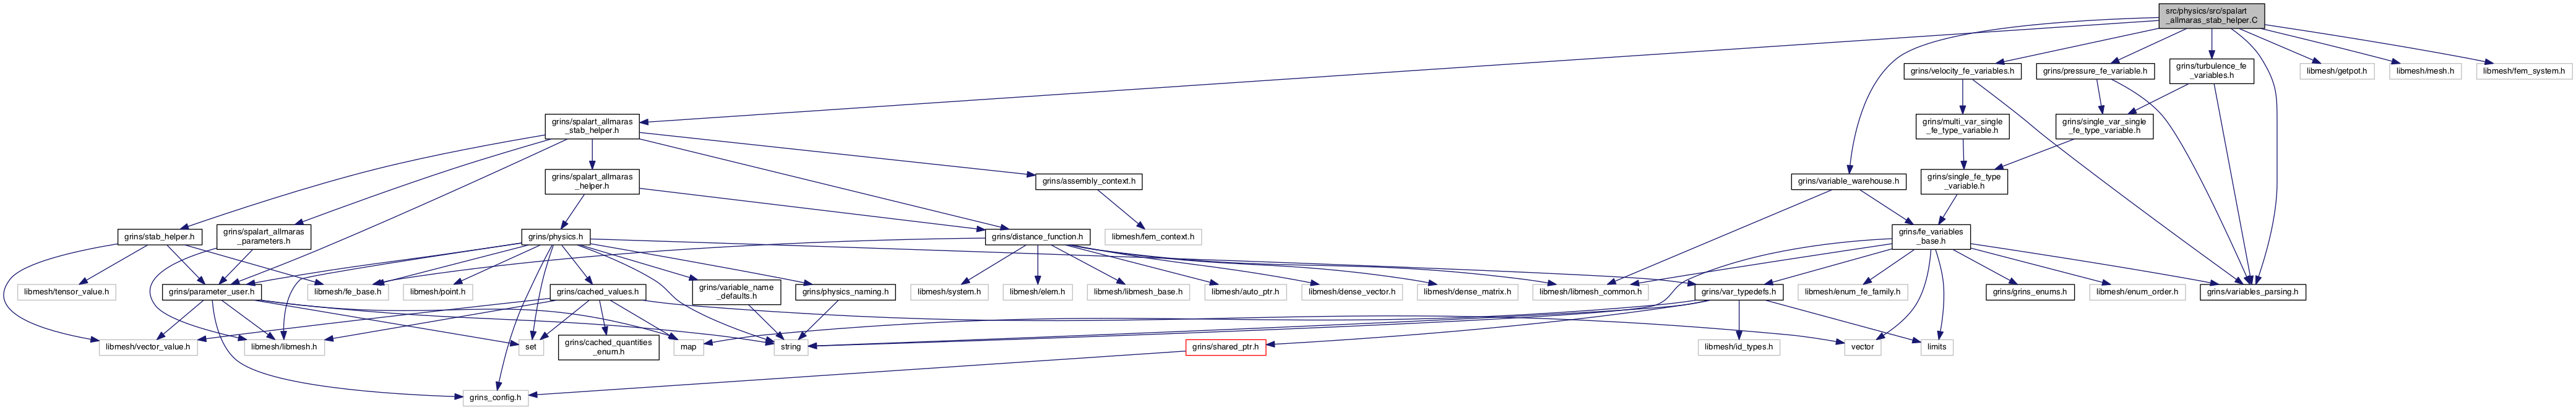 src/physics/src/spalart
_allmaras_stab_helper.C
grins/velocity_fe_variables.h
grins/pressure_fe_variable.h
grins/turbulence_fe
_variables.h
libmesh/getpot.h
libmesh/mesh.h
libmesh/fem_system.h
grins/spalart_allmaras
_stab_helper.h
grins/multi_var_single
_fe_type_variable.h
grins/single_var_single
_fe_type_variable.h
grins/spalart_allmaras
_helper.h
grins/assembly_context.h
grins/variable_warehouse.h
grins/single_fe_type
_variable.h
grins/stab_helper.h
grins/spalart_allmaras
_parameters.h
grins/physics.h
grins/distance_function.h
libmesh/fem_context.h
grins/fe_variables
_base.h
libmesh/tensor_value.h
grins/parameter_user.h
libmesh/fe_base.h
libmesh/point.h
grins/cached_values.h
grins/variable_name
_defaults.h
grins/physics_naming.h
libmesh/system.h
libmesh/elem.h
libmesh/libmesh_base.h
libmesh/auto_ptr.h
libmesh/dense_vector.h
libmesh/dense_matrix.h
libmesh/libmesh_common.h
grins/var_typedefs.h
libmesh/enum_fe_family.h
grins/grins_enums.h
libmesh/enum_order.h
grins/variables_parsing.h
libmesh/vector_value.h
libmesh/libmesh.h
set
grins/cached_quantities
_enum.h
map
string
grins/shared_ptr.h
libmesh/id_types.h
vector
limits
grins_config.h